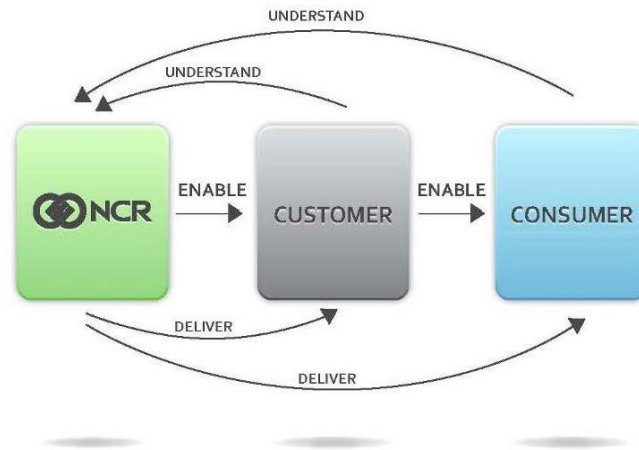 UNDERSTAND
UNDERSTAND
NCR
ENABLE
CUSTOMER
ENABLE
CONSUMER
DELIVER
DELIVER